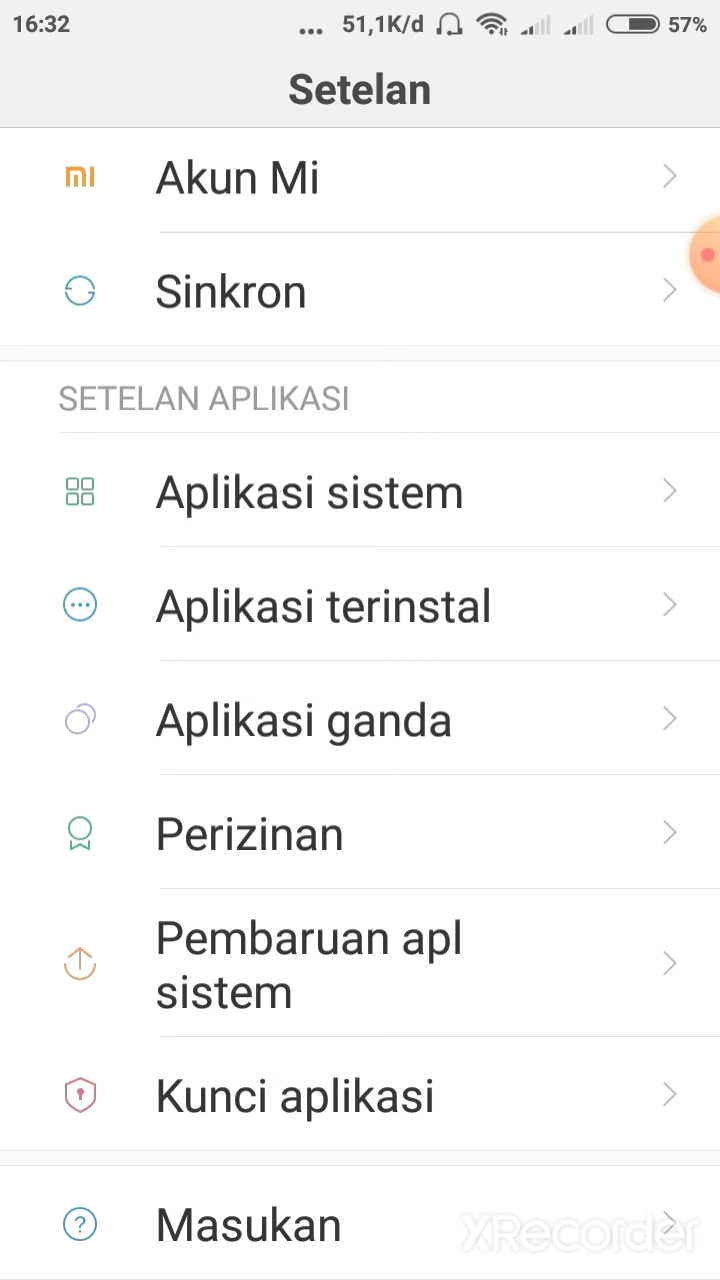 16:32 ... 51,1K/d 57%
Setelan
mi Akun Mi
Sinkron
SETELAN APLIKASI
Aplikasi sistem
Aplikasi terinstal
Aplikasi ganda
Perizinan
Pembaruan apl
sistem
Kunci aplikasi
? Masukan
XRecorder